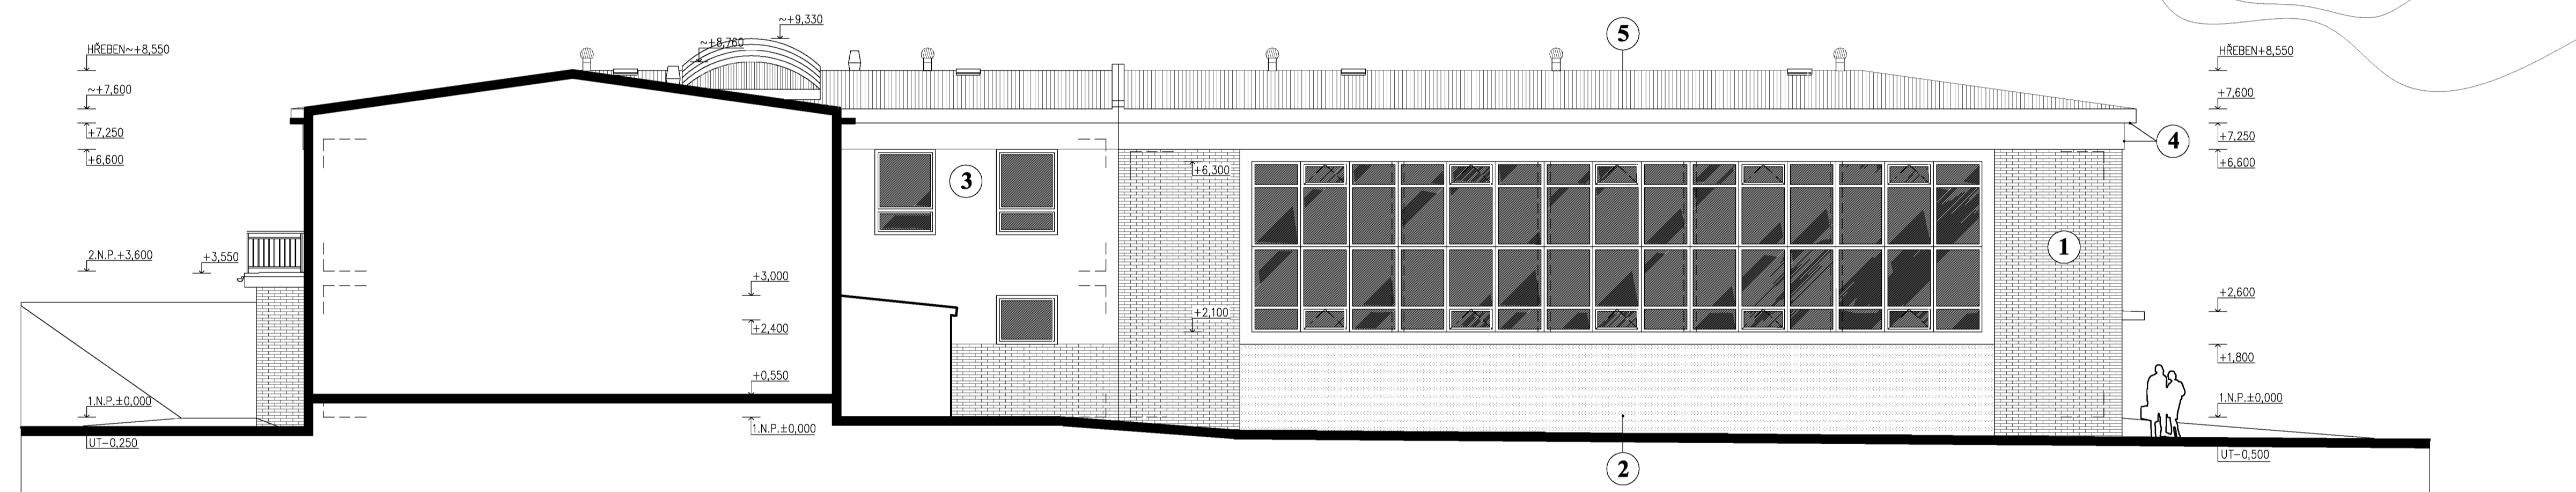 HŘEBEN~+8,550
~+7,600
+7,250
+6,600
2.N.P.+3,600
+3,550
1.N.P.±0,000
UT-0,250
~+9,330
~+8,760
+3,000
+2,400
+0,550
1.N.P.±0,000
3
5
+6,300
+2,100
2
1
4
HŘEBEN+8,550
+7,600
+7,250
+6,600
+2,600
+1,800
1.N.P.±0,000
UT-0,500